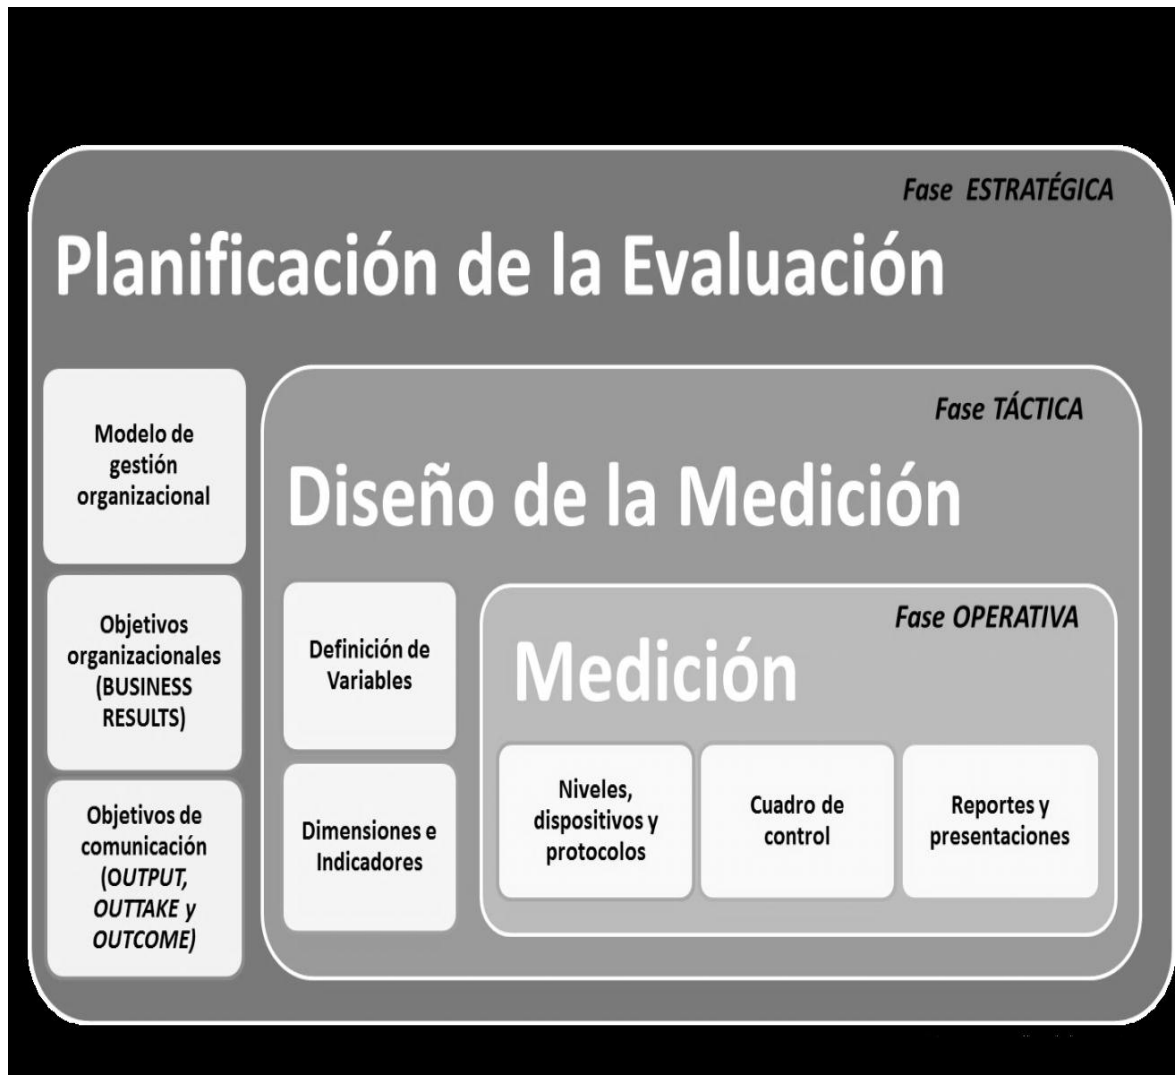 Fase ESTRATÉGICA
Planificación de la Evaluación
Modelo de
gestión
organizacional
Objetivos
organizacionales
(BUSINESS
RESULTS)
Objetivos de
comunicación
(OUTPUT,
OUTTAKE y
OUTCOME)
Fase TÁCTICA
Diseño de la Medición
Definición de
Variables
Dimensiones e
Indicadores
Fase OPERATIVA
Medición
Niveles,
dispositivos y
protocolos
Cuadro de
control
Reportes y
presentaciones